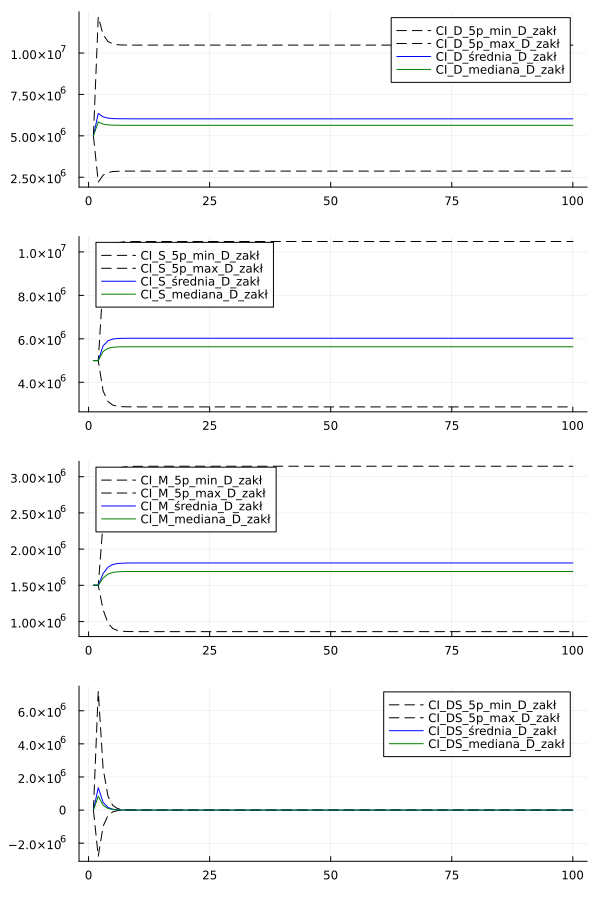 CI_D_5p_min_D_zakł
CI_D_5p_max_D_zakł
CI_D_średnia_D_zakł
CI_D_mediana_D_zakł
1.00×10⁷
7.50×10⁶
5.00×10⁶
2.50×10⁶
0 25 50 75 100
CI_S_5p_min_D_zakł
CI_S_5p_max_D_zakł
CI_S_średnia_D_zakł
CI_S_mediana_D_zakł
1.0×10⁷
8.0×10⁶
6.0×10⁶
4.0×10⁶
0 25 50 75 100
CI_M_5p_min_D_zakł
CI_M_5p_max_D_zakł
CI_M_średnia_D_zakł
CI_M_mediana_D_zakł
3.00×10⁶
2.50×10⁶
2.00×10⁶
1.50×10⁶
1.00×10⁶
0 25 50 75 100
CI_DS_5p_min_D_zakł
CI_DS_5p_max_D_zakł
CI_DS_średnia_D_zakł
CI_DS_mediana_D_zakł
6.0×10⁶
4.0×10⁶
2.0×10⁶
0
−2.0×10⁶
0 25 50 75 100